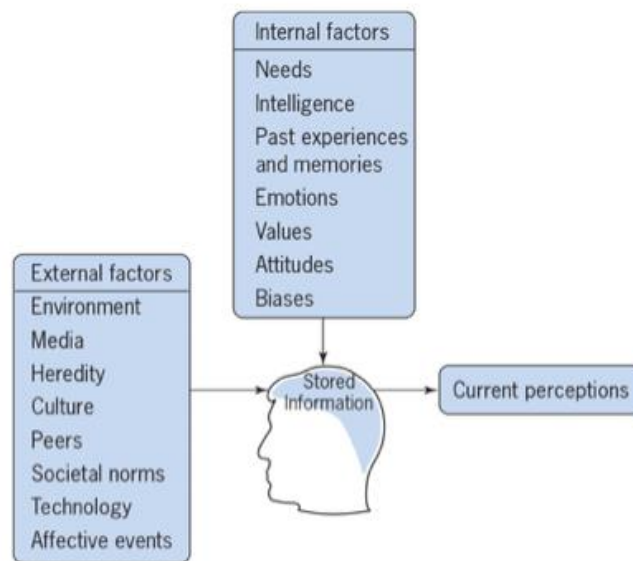 Internal factors
Needs
Intelligence
Past experiences
and memories
Emotions
Values
Attitudes
Biases
External factors
Environment
Media
Heredity
Culture
Peers
Societal norms
Technology
Affective events
Stored
Information
Current perceptions